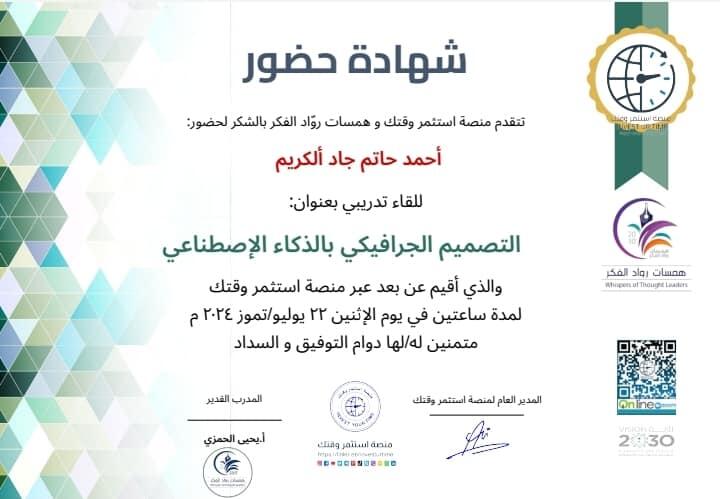 شهادة حضور
تتقدم منصة استثمر وقتك و همسات روّاد الفكر بالشكر لحضور:
أحمد حاتم جاد ألكريم
للقاء تدريبي بعنوان:
التصميم الجرافيكي بالذكاء الإصطناعي
والذي أقيم عن بعد عبر منصة استثمر وقتك
لمدة ساعتين في يوم الإثنين ٢٢ يوليو/تموز ٢٠٢٤ م
متمنين له/لها دوام التوفيق و السداد
المدير العام لمنصة استثمر وقتك
المدرب القدير
أ.يحيى الحمزي
منصة استثمر وقتك
INVEST YOUR TIME
منصة استثمر وقتك
همسات رواد الفكر
Whispers of Thought Leaders
Online
VISION رؤية
2030